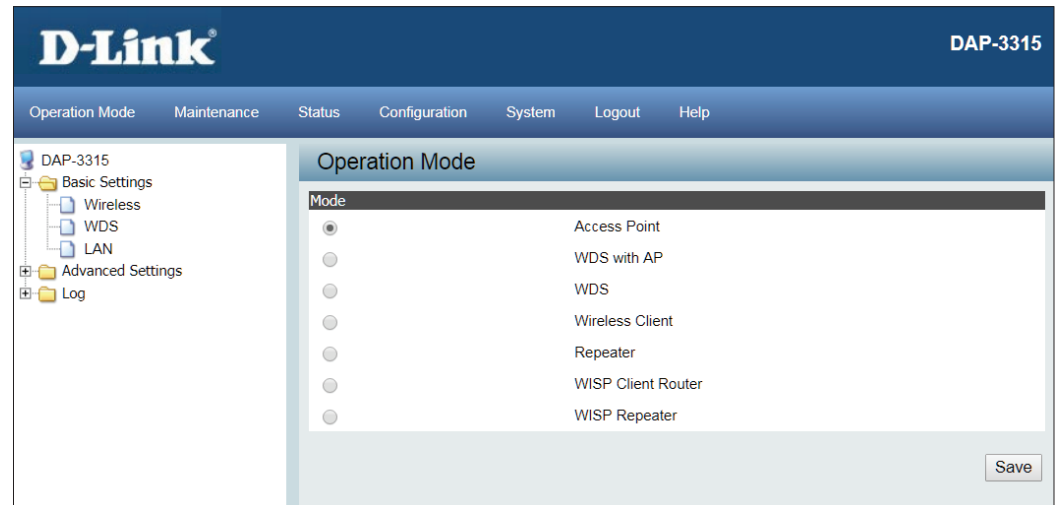 D-Link®
DAP-3315
Operation Mode Maintenance Status Configuration System Logout Help
DAP-3315
Basic Settings
Wireless
WDS
LAN
Advanced Settings
Log
Operation Mode
Mode
Access Point
WDS with AP
WDS
Wireless Client
Repeater
WISP Client Router
WISP Repeater
Save